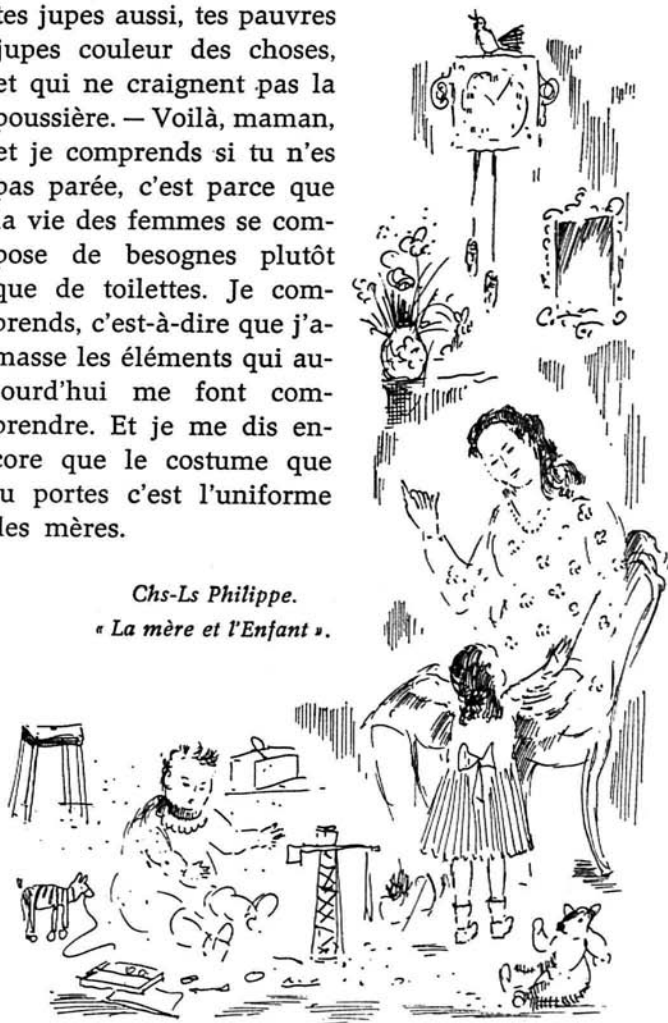 tes jupes aussi, tes pauvres
jupes couleur des choses,
et qui ne craignent pas la
poussière. — Voilà, maman,
et je comprends si tu n'es
pas parée, c'est parce que
la vie des femmes se com-
pose de besognes plutôt
que de toilettes. Je com-
prends, c'est-à-dire que j'a-
masse les éléments qui au-
jourd'hui me font com-
prendre. Et je me dis en-
core que le costume que
tu portes c'est l'uniforme
des mères.
Chs-Ls Philippe.
« La mère et l'Enfant ».